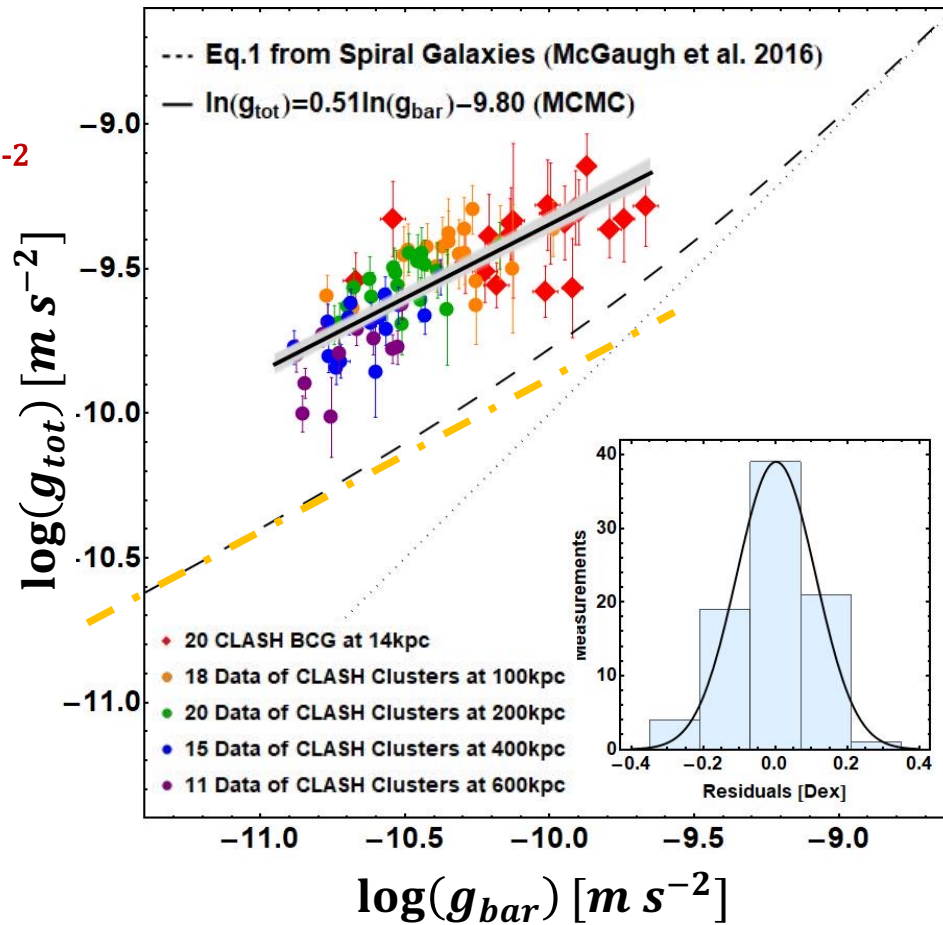 --- Eq.1 from Spiral Galaxies (McGaugh et al. 2016)
— ln(g_tot)=0.51ln(g_bar)−9.80 (MCMC)
-2
−9.0
−9.5
-10.0
-10.5
−11.0
log(g_tot) [m s^−2]
20 CLASH BCG at 14kpc
18 Data of CLASH Clusters at 100kpc
20 Data of CLASH Clusters at 200kpc
15 Data of CLASH Clusters at 400kpc
11 Data of CLASH Clusters at 600kpc
40
30
20
10
0
Measurements
−0.4 −0.2 0.0 0.2 0.4
Residuals [Dex]
−11.0 −10.5 −10.0 −9.5 −9.0
log(g_bar) [m s^−2]